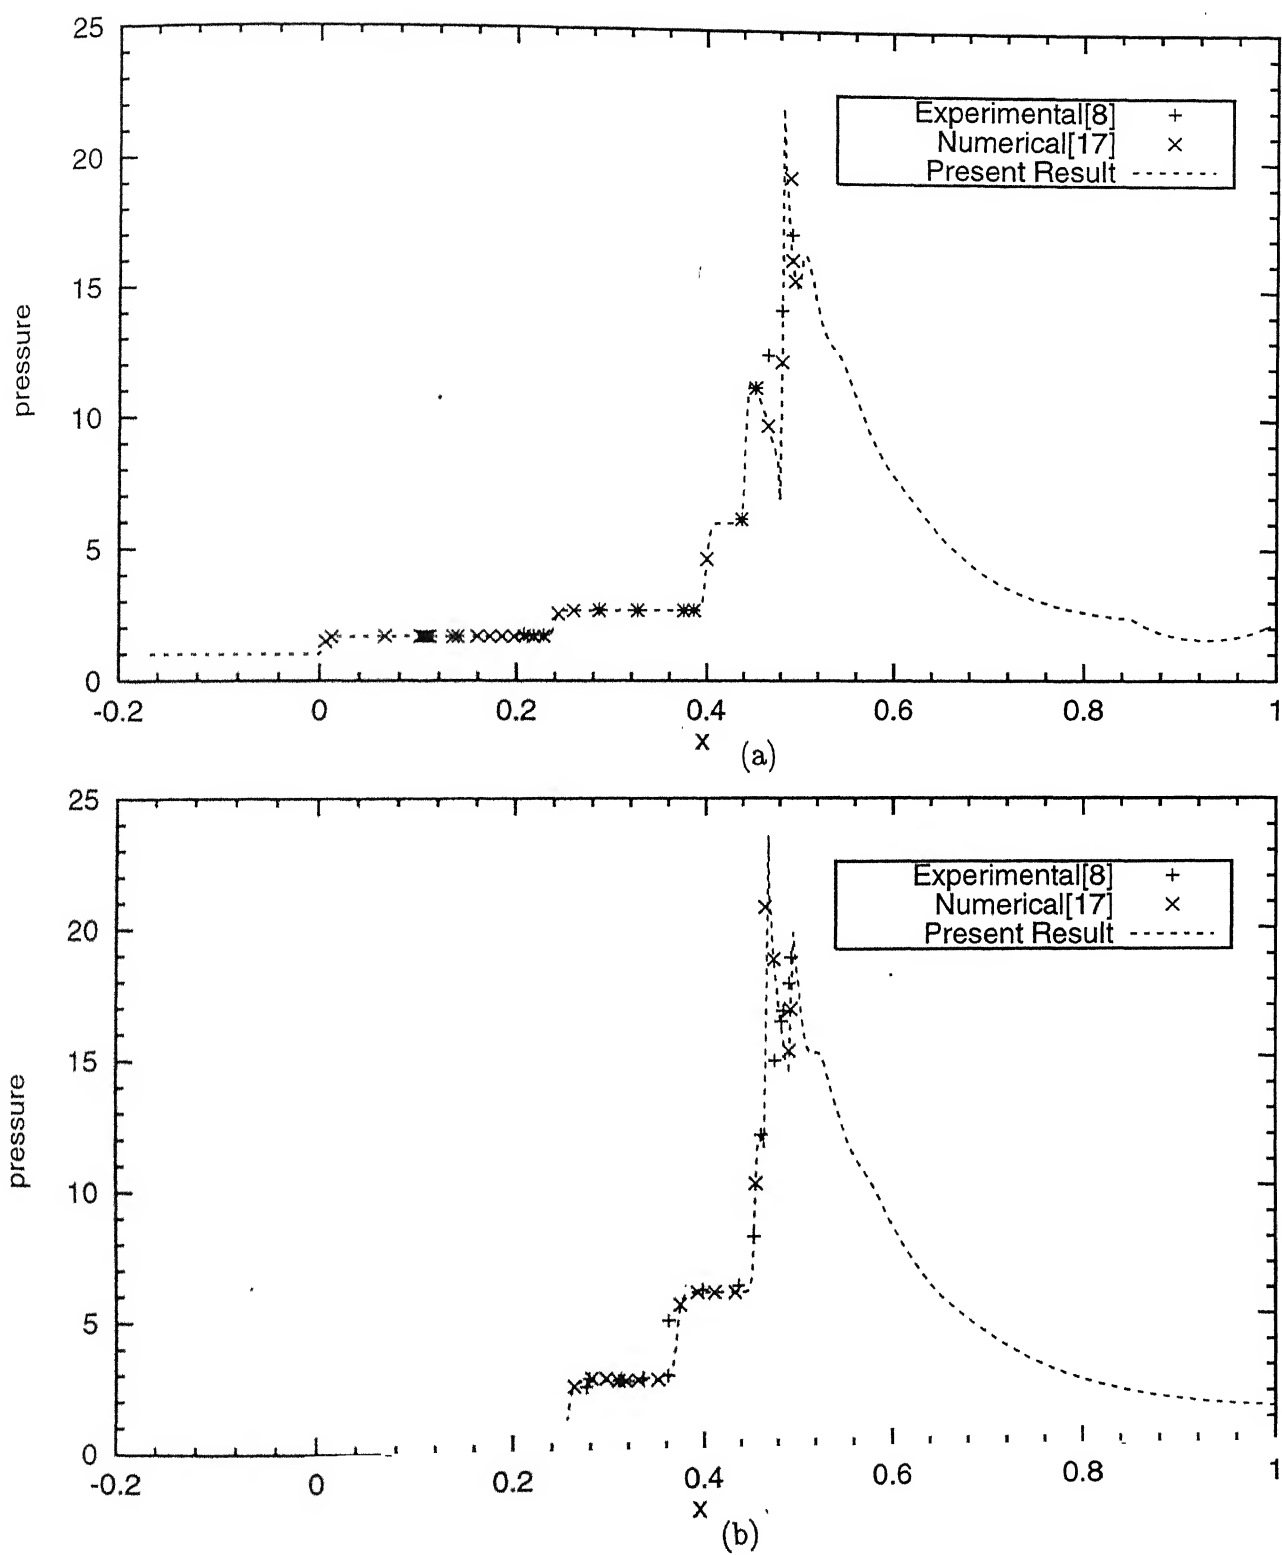 25
20
15
10
5
0
pressure
Experimental[8] +
Numerical[17] ×
Present Result
-0.2 0 0.2 0.4 0.6 0.8 1
X
(a)
25
20
15
10
5
0
pressure
Experimental[8] +
Numerical[17] ×
Present Result
-0.2 0 0.2 0.4 0.6 0.8 1
X
(b)